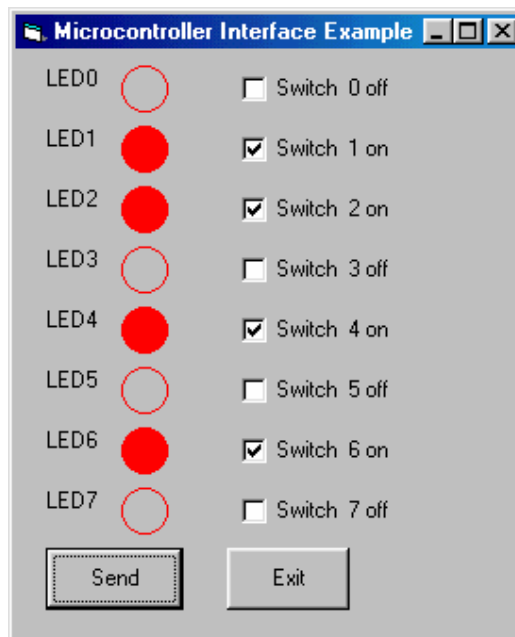 Microcontroller Interface Example
LED0 Switch 0 off
LED1 Switch 1 on
LED2 Switch 2 on
LED3 Switch 3 off
LED4 Switch 4 on
LED5 Switch 5 off
LED6 Switch 6 on
LED7 Switch 7 off
Send Exit